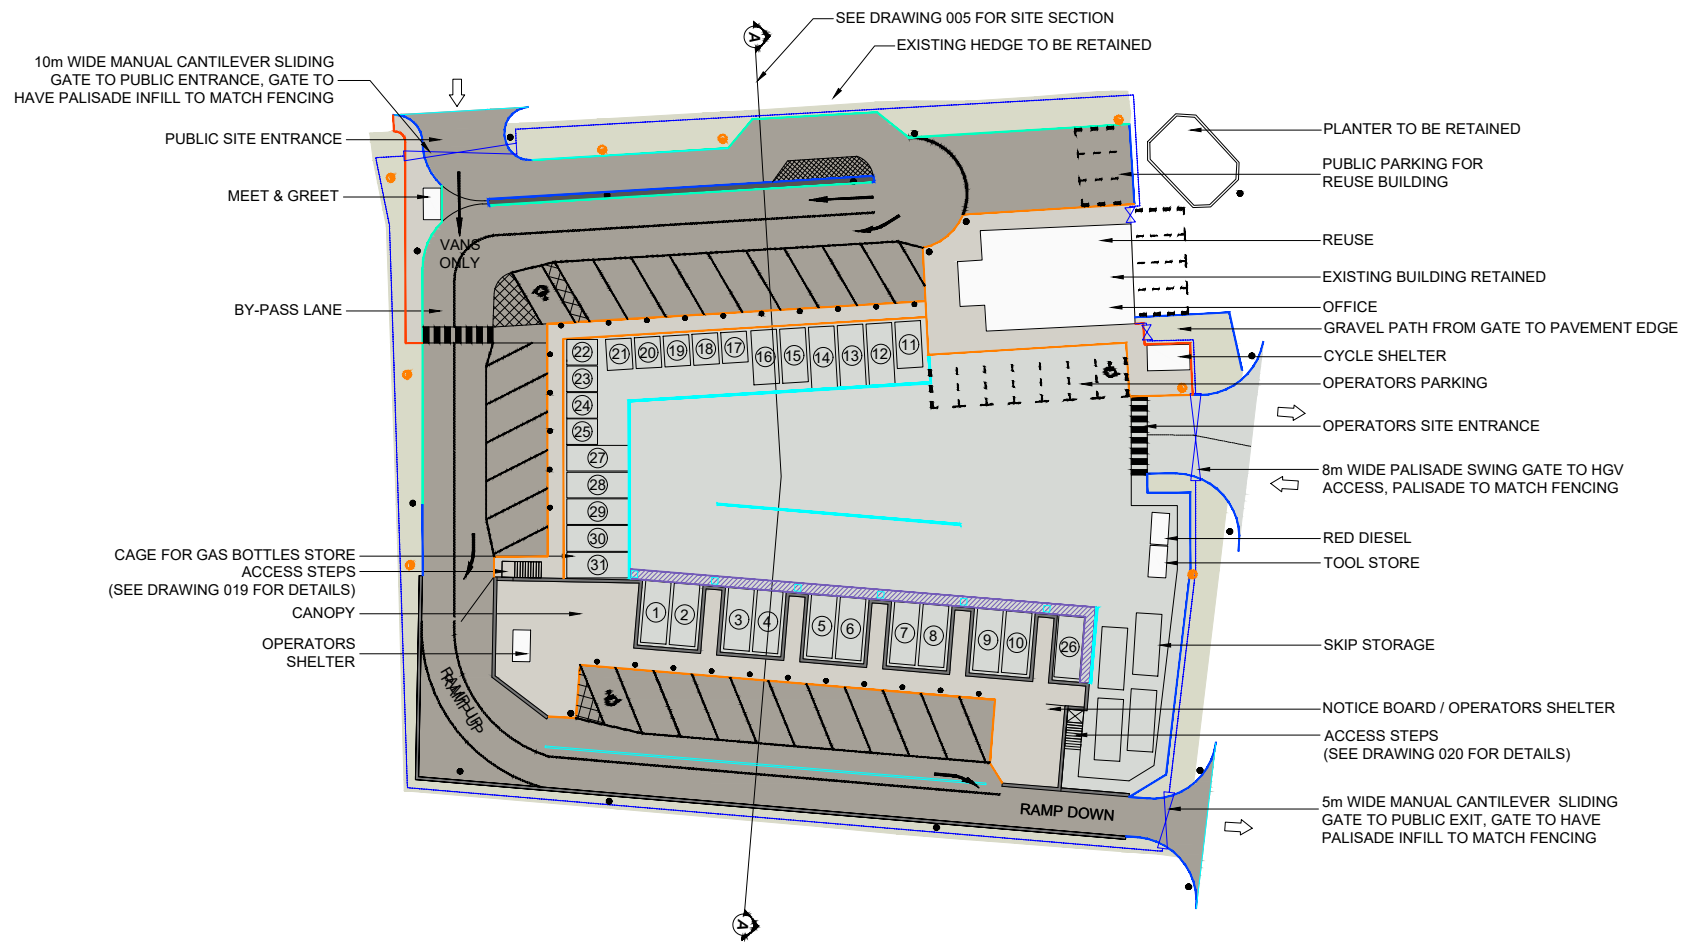 SEE DRAWING 005 FOR SITE SECTION
EXISTING HEDGE TO BE RETAINED
A
10m WIDE MANUAL CANTILEVER SLIDING
GATE TO PUBLIC ENTRANCE, GATE TO
HAVE PALISADE INFILL TO MATCH FENCING
PUBLIC SITE ENTRANCE
MEET & GREET
BY-PASS LANE
CAGE FOR GAS BOTTLES STORE
ACCESS STEPS
(SEE DRAWING 019 FOR DETAILS)
CANOPY
OPERATORS
SHELTER
VANS
ONLY
22
23
24
25
27
28
29
30
31
21
20
19
18
17
16
15
14
13
12
11
1
2
3
4
5
6
7
8
9
10
26
RAMP UP
RAMP DOWN
A
PLANTER TO BE RETAINED
PUBLIC PARKING FOR
REUSE BUILDING
REUSE
EXISTING BUILDING RETAINED
OFFICE
GRAVEL PATH FROM GATE TO PAVEMENT EDGE
CYCLE SHELTER
OPERATORS PARKING
OPERATORS SITE ENTRANCE
8m WIDE PALISADE SWING GATE TO HGV
ACCESS, PALISADE TO MATCH FENCING
RED DIESEL
TOOL STORE
SKIP STORAGE
NOTICE BOARD / OPERATORS SHELTER
ACCESS STEPS
(SEE DRAWING 020 FOR DETAILS)
5m WIDE MANUAL CANTILEVER SLIDING
GATE TO PUBLIC EXIT, GATE TO HAVE
PALISADE INFILL TO MATCH FENCING